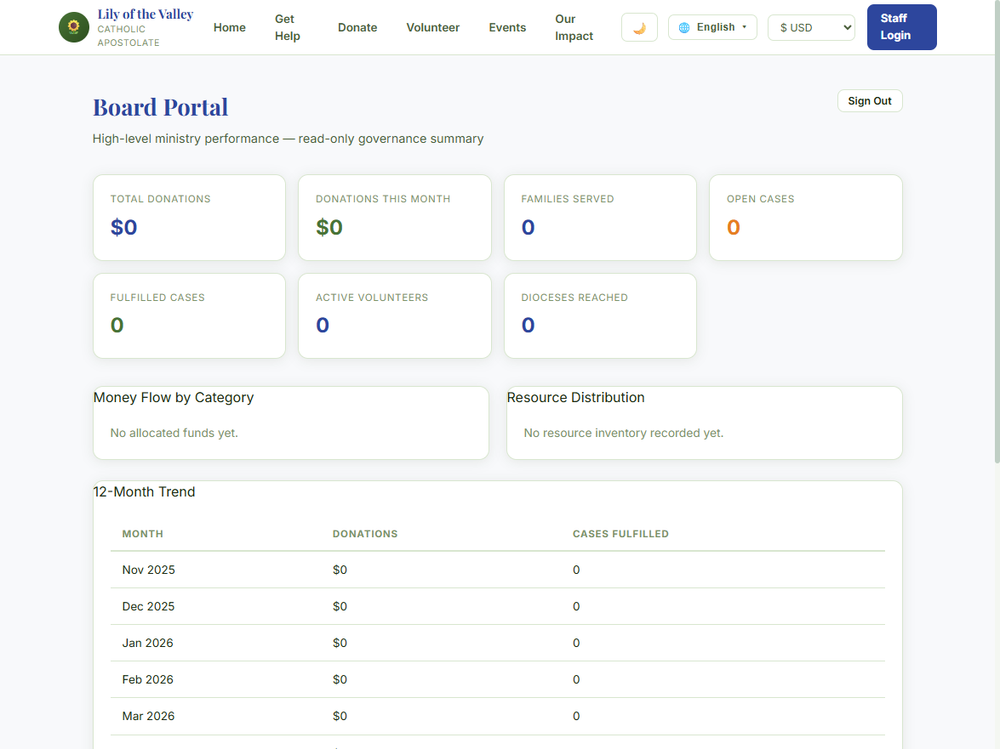 Lily of the Valley
CATHOLIC
APOSTOLATE
Home
Get
Help
Donate
Volunteer
Events
Our
Impact
English
$ USD
Staff
Login
Board Portal
Sign Out
High-level ministry performance — read-only governance summary
TOTAL DONATIONS
$0
DONATIONS THIS MONTH
$0
FAMILIES SERVED
0
OPEN CASES
0
FULFILLED CASES
0
ACTIVE VOLUNTEERS
0
DIOCESES REACHED
0
Money Flow by Category
No allocated funds yet.
Resource Distribution
No resource inventory recorded yet.
12-Month Trend
MONTH DONATIONS CASES FULFILLED
Nov 2025 $0 0
Dec 2025 $0 0
Jan 2026 $0 0
Feb 2026 $0 0
Mar 2026 $0 0